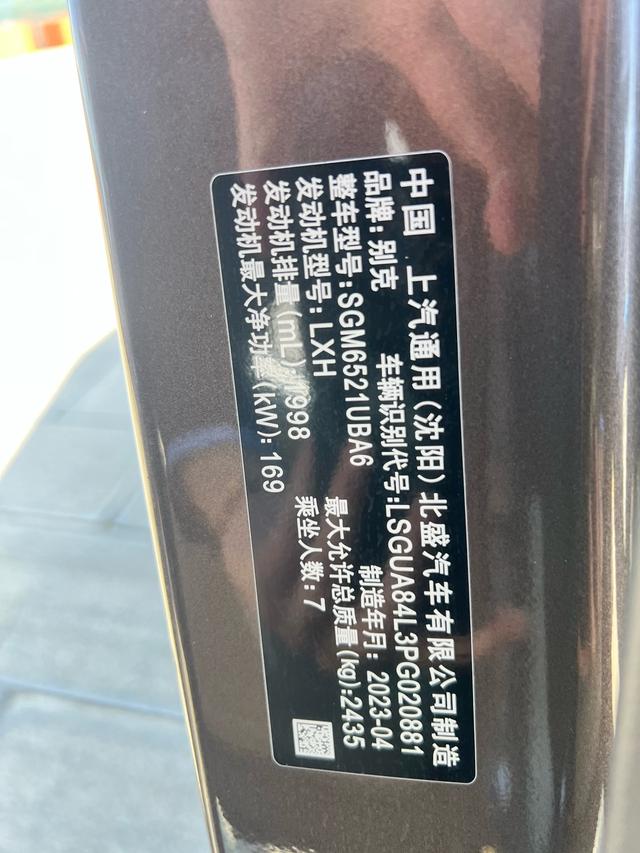 中国 上汽通用(沈阳)北盛汽车有限公司制造
品牌:别克 车辆识别代号:LSGUA84L3PG020881
整车型号:SGM6521UBA6 制造年月:2023-04
发动机型号:LXH 最大允许总质量(kg):2435
发动机排量(mL):1998 乘坐人数:7
发动机最大净功率(kW):169